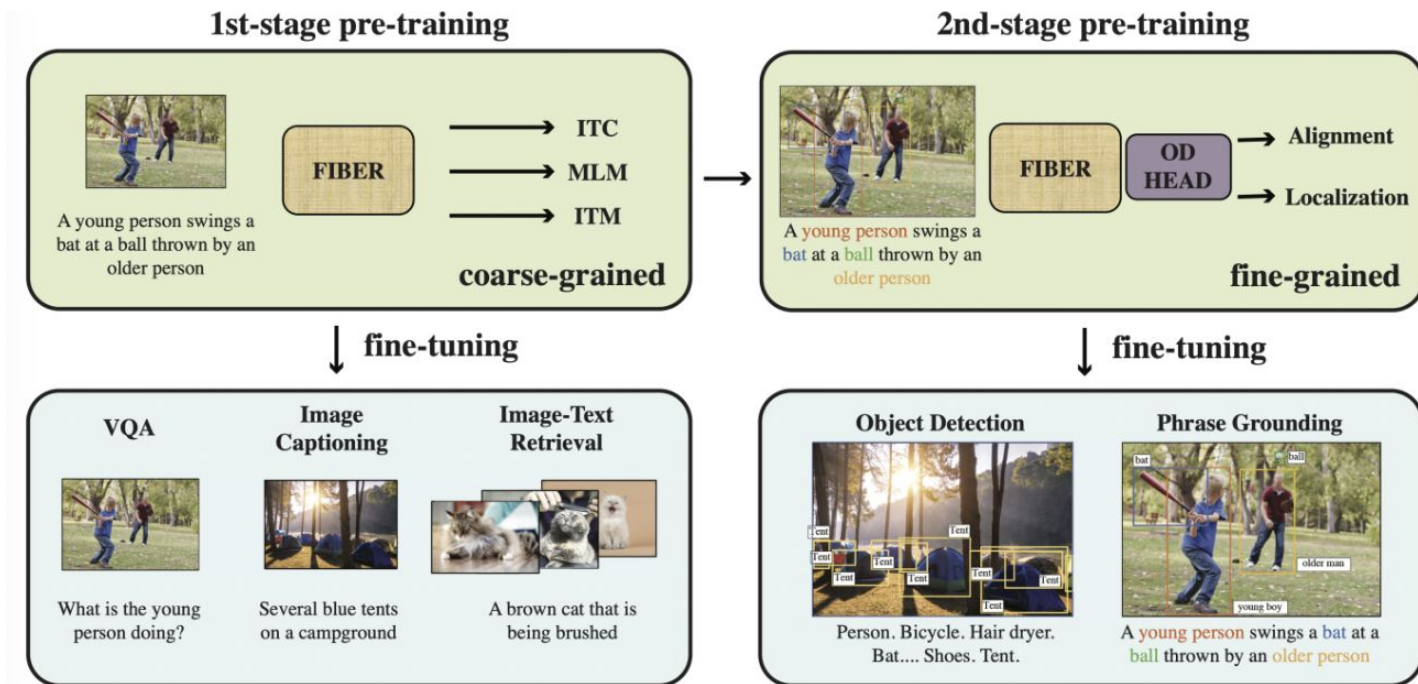 1st-stage pre-training
2nd-stage pre-training
FIBER
ITC
MLM
ITM
A young person swings a
bat at a ball thrown by an
older person
coarse-grained
FIBER
OD
HEAD
Alignment
Localization
A young person swings a
bat at a ball thrown by an
older person
fine-grained
fine-tuning
fine-tuning
VQA
What is the young
person doing?
Image
Captioning
Several blue tents
on a campground
Image-Text
Retrieval
A brown cat that is
being brushed
Object Detection
Tent
Tent
Tent
Tent
Tent
Tent
Tent
Tent
Tent
Person. Bicycle. Hair dryer.
Bat.... Shoes. Tent.
Phrase Grounding
bat
ball
older man
young boy
A young person swings a bat at a
ball thrown by an older person